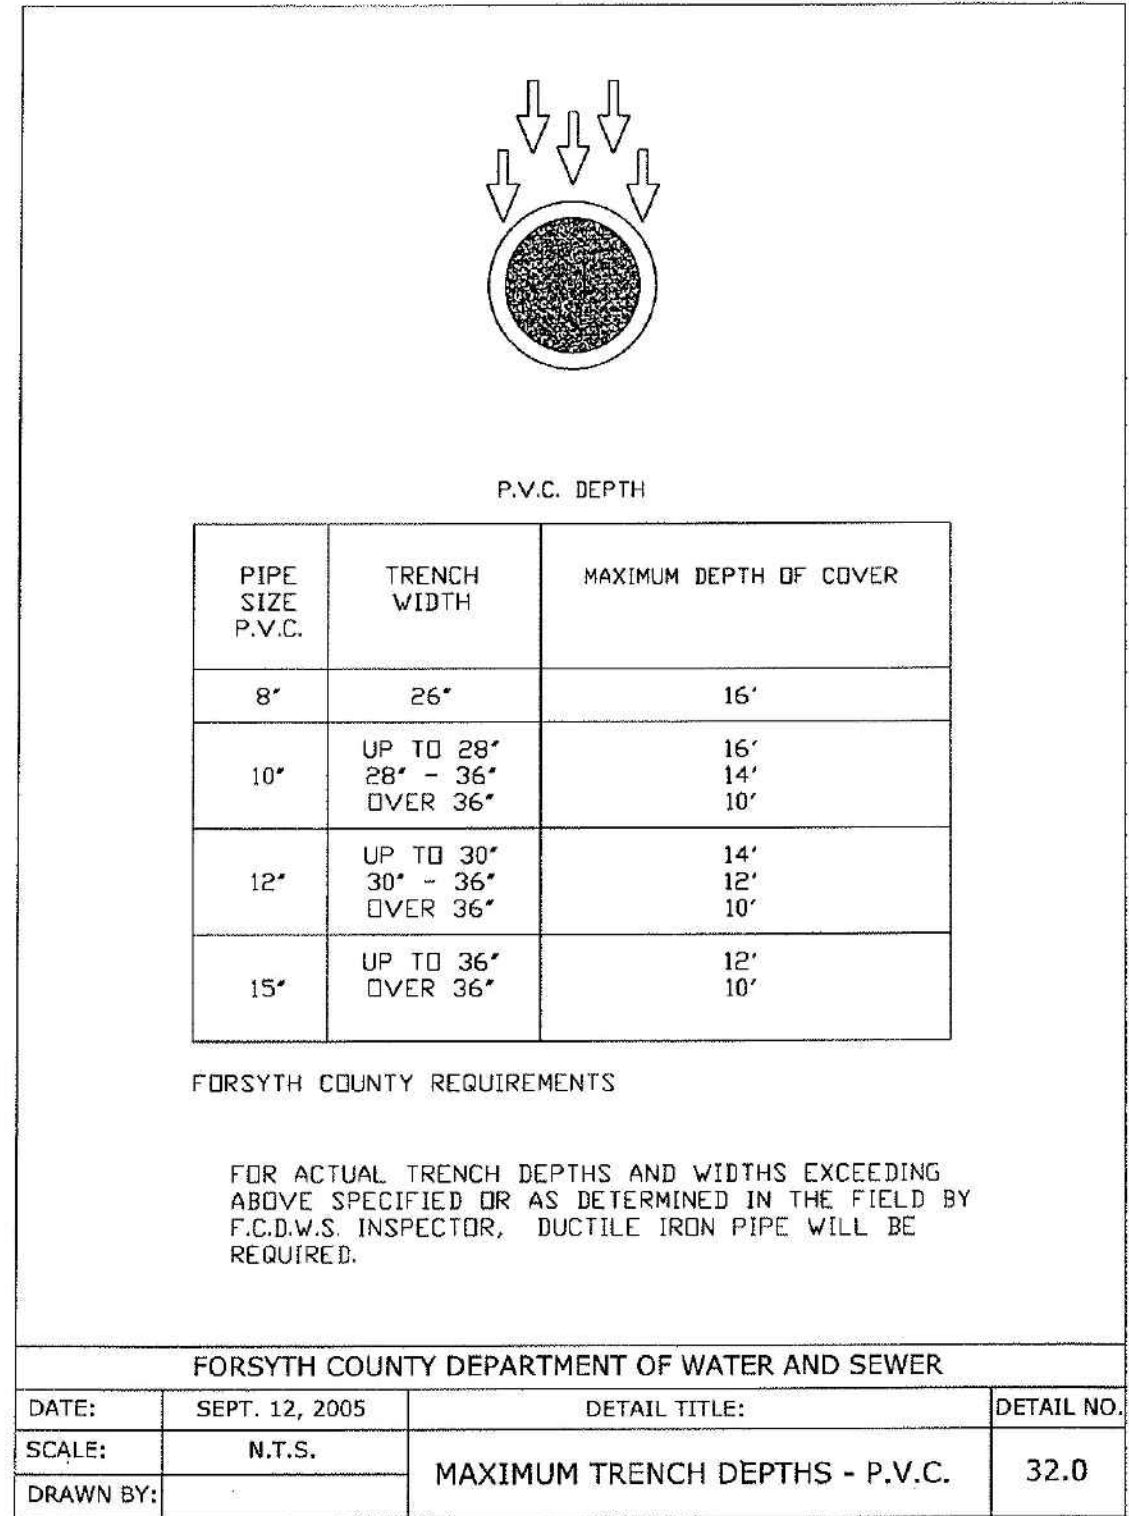 P.V.C. DEPTH
PIPE SIZE P.V.C.
TRENCH WIDTH
MAXIMUM DEPTH OF COVER
8" 26" 16'
10"
UP TO 28" 16'
28" - 36" 14'
OVER 36" 10'
12"
UP TO 30" 14'
30" - 36" 12'
OVER 36" 10'
15"
UP TO 36" 12'
OVER 36" 10'
FORSYTH COUNTY REQUIREMENTS
FOR ACTUAL TRENCH DEPTHS AND WIDTHS EXCEEDING
ABOVE SPECIFIED OR AS DETERMINED IN THE FIELD BY
F.C.D.W.S. INSPECTOR, DUCTILE IRON PIPE WILL BE
REQUIRED.
FORSYTH COUNTY DEPARTMENT OF WATER AND SEWER
DATE: SEPT. 12, 2005 DETAIL TITLE: DETAIL NO.
SCALE: N.T.S. MAXIMUM TRENCH DEPTHS - P.V.C. 32.0
DRAWN BY: